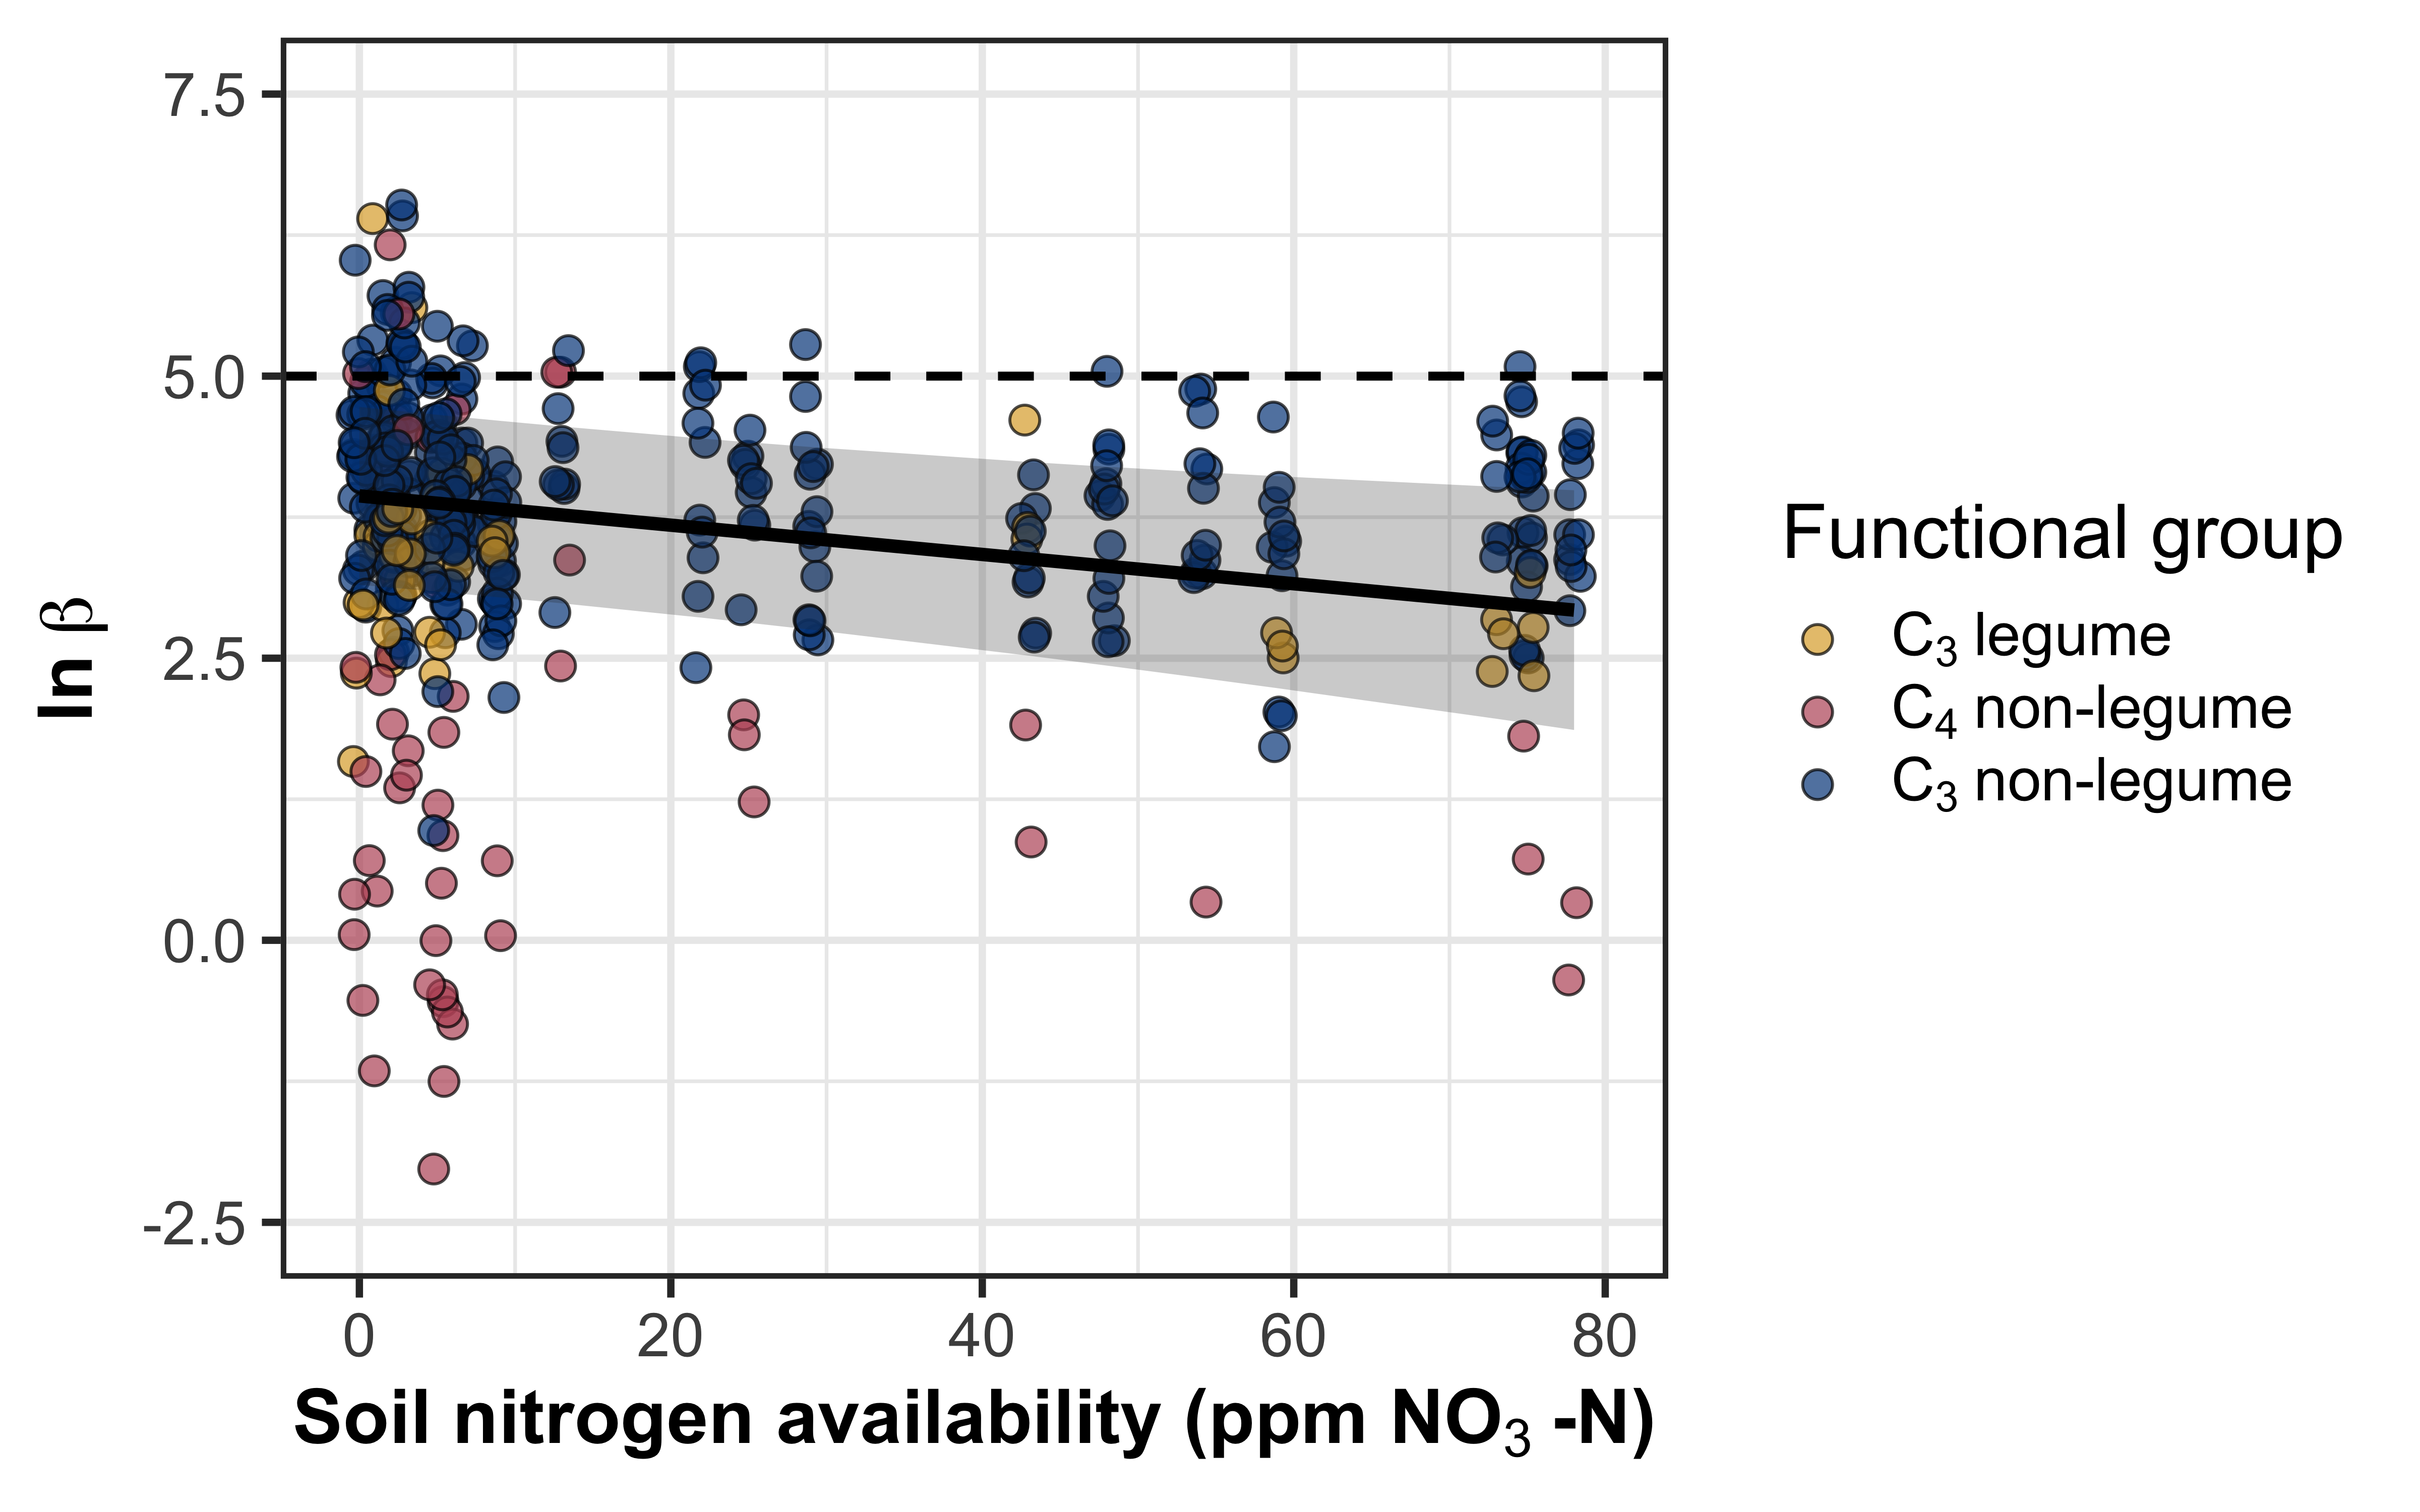 7.5
5.0
2.5
0.0
-2.5
ln β
0 20 40 60 80
Soil nitrogen availability (ppm NO₃ -N)
Functional group
C₃ legume
C₄ non-legume
C₃ non-legume